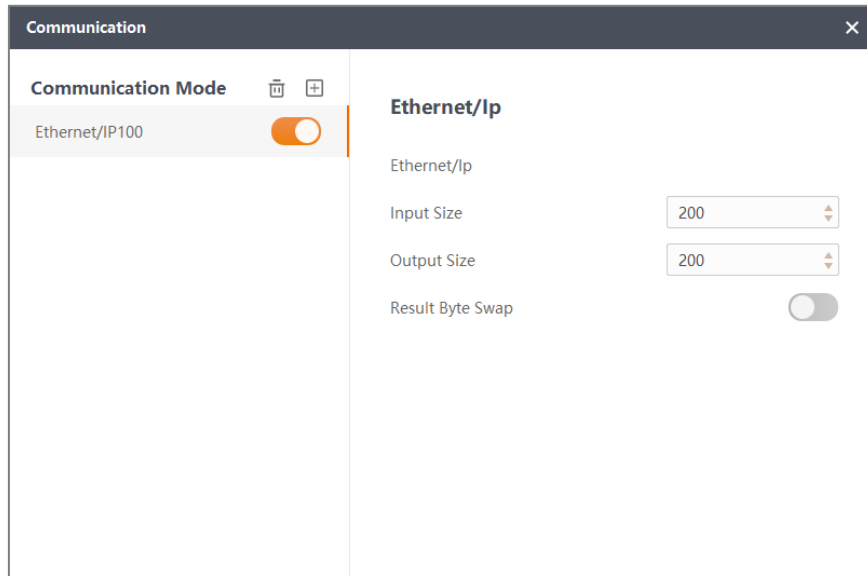 Communication
Communication Mode
Ethernet/IP100
Ethernet/Ip
Ethernet/Ip
Input Size 200
Output Size 200
Result Byte Swap